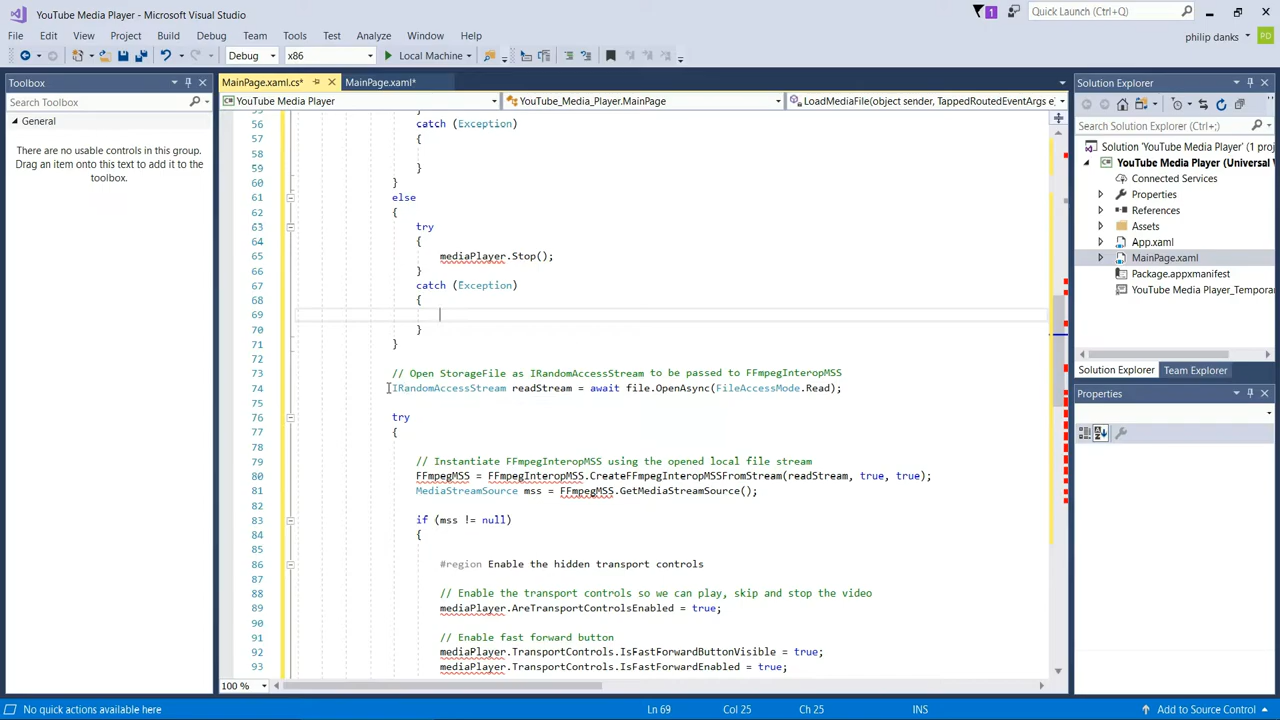 YouTube Media Player - Microsoft Visual Studio
1
Quick Launch (Ctrl+Q)
File Edit View Project Build Debug Team Tools Test Analyze Window Help
philip danks
PD
Debug x86 Local Machine
Toolbox
Search Toolbox
General
There are no usable controls in this group.
Drag an item onto this text to add it to the
toolbox.
MainPage.xaml.cs* MainPage.xaml*
YouTube Media Player YouTube_Media_Player.MainPage LoadMediaFile(object sender, TappedRoutedEventArgs e)
55 }
56 catch (Exception)
57 {
58
59 }
60 }
61 else
62 {
63 try
64 {
65 mediaPlayer.Stop();
66 }
67 catch (Exception)
68 {
69
70 }
71 }
72
73 // Open StorageFile as IRandomAccessStream to be passed to FFmpegInteropMSS
74 IRandomAccessStream readStream = await file.OpenAsync(FileAccessMode.Read);
75
76 try
77 {
78
79 // Instantiate FFmpegInteropMSS using the opened local file stream
80 FFmpegMSS = FFmpegInteropMSS.CreateFFmpegInteropMSSFromStream(readStream, true, true);
81 MediaStreamSource mss = FFmpegMSS.GetMediaStreamSource();
82
83 if (mss != null)
84 {
85
86 #region Enable the hidden transport controls
87
88 // Enable the transport controls so we can play, skip and stop the video
89 mediaPlayer.AreTransportControlsEnabled = true;
90
91 // Enable fast forward button
92 mediaPlayer.TransportControls.IsFastForwardButtonVisible = true;
93 mediaPlayer.TransportControls.IsFastForwardEnabled = true;
100 %
Solution Explorer
Search Solution Explorer (Ctrl+;)
Solution 'YouTube Media Player' (1 proj
YouTube Media Player (Universal
Connected Services
Properties
References
Assets
App.xaml
MainPage.xaml
Package.appxmanifest
YouTube Media Player_Tempora
Solution Explorer Team Explorer
Properties
No quick actions available here
Ln 69 Col 25 Ch 25 INS
Add to Source Control